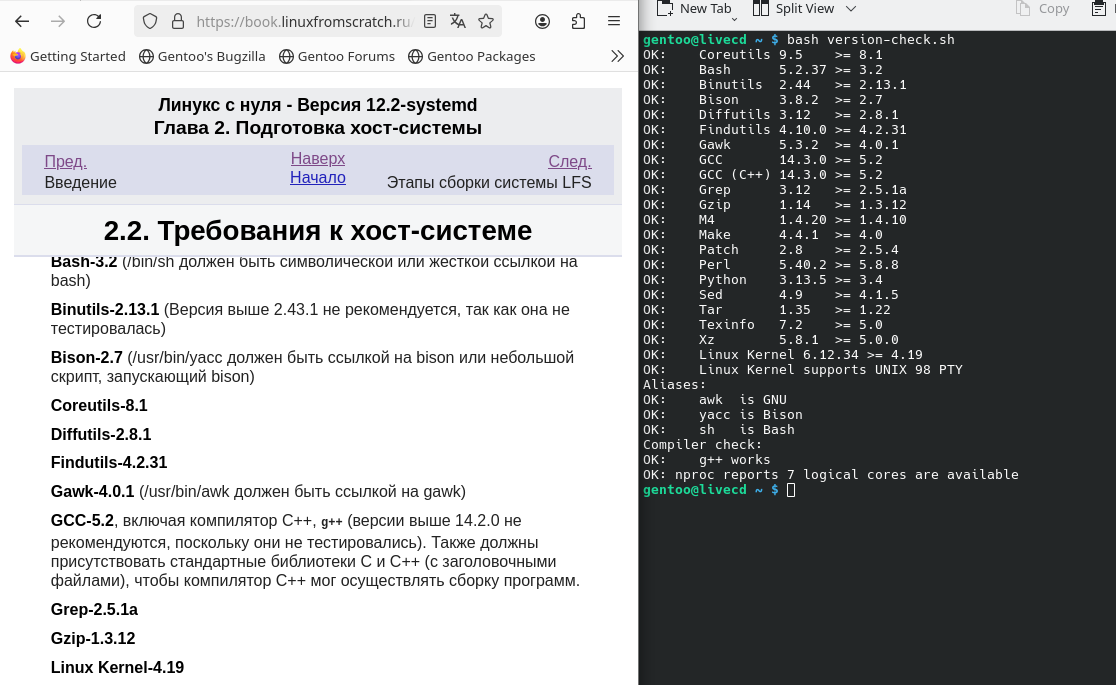 https://book.linuxfromscratch.ru/
Getting Started
Gentoo's Bugzilla
Gentoo Forums
Gentoo Packages
Линукс с нуля - Версия 12.2-systemd
Глава 2. Подготовка хост-системы
Пред. Наверх След.
Введение Начало Этапы сборки системы LFS
2.2. Требования к хост-системе
Bash-3.2 (/bin/sh должен быть символической или жесткой ссылкой на
bash)
Binutils-2.13.1 (Версия выше 2.43.1 не рекомендуется, так как она не
тестировалась)
Bison-2.7 (/usr/bin/yacc должен быть ссылкой на bison или небольшой
скрипт, запускающий bison)
Coreutils-8.1
Diffutils-2.8.1
Findutils-4.2.31
Gawk-4.0.1 (/usr/bin/awk должен быть ссылкой на gawk)
GCC-5.2, включая компилятор C++, g++ (версии выше 14.2.0 не
рекомендуются, поскольку они не тестировались). Также должны
присутствовать стандартные библиотеки C и C++ (с заголовочными
файлами), чтобы компилятор C++ мог осуществлять сборку программ.
Grep-2.5.1a
Gzip-1.3.12
Linux Kernel-4.19
New Tab Split View Copy
gentoo@livecd ~ $ bash version-check.sh
OK: Coreutils 9.5 >= 8.1
OK: Bash 5.2.37 >= 3.2
OK: Binutils 2.44 >= 2.13.1
OK: Bison 3.8.2 >= 2.7
OK: Diffutils 3.12 >= 2.8.1
OK: Findutils 4.10.0 >= 4.2.31
OK: Gawk 5.3.2 >= 4.0.1
OK: GCC 14.3.0 >= 5.2
OK: GCC (C++) 14.3.0 >= 5.2
OK: Grep 3.12 >= 2.5.1a
OK: Gzip 1.14 >= 1.3.12
OK: M4 1.4.20 >= 1.4.10
OK: Make 4.4.1 >= 4.0
OK: Patch 2.8 >= 2.5.4
OK: Perl 5.40.2 >= 5.8.8
OK: Python 3.13.5 >= 3.4
OK: Sed 4.9 >= 4.1.5
OK: Tar 1.35 >= 1.22
OK: Texinfo 7.2 >= 5.0
OK: Xz 5.8.1 >= 5.0.0
OK: Linux Kernel 6.12.34 >= 4.19
OK: Linux Kernel supports UNIX 98 PTY
Aliases:
OK: awk is GNU
OK: yacc is Bison
OK: sh is Bash
Compiler check:
OK: g++ works
OK: nproc reports 7 logical cores are available
gentoo@livecd ~ $